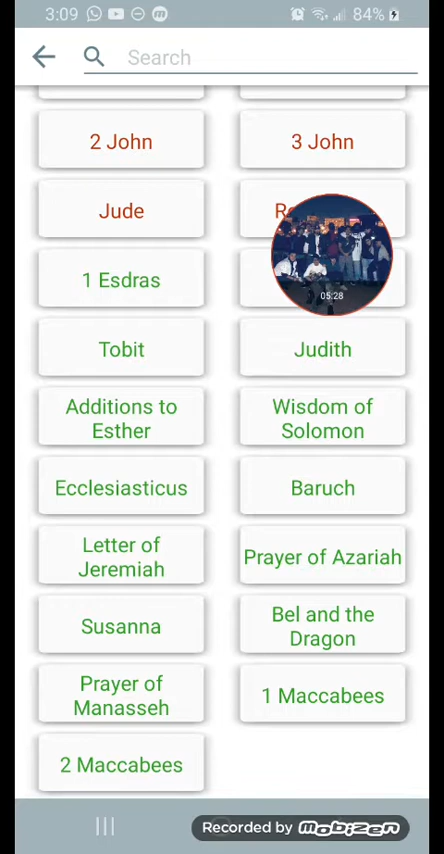 3:09
84%
Search
2 John
3 John
Jude
1 Esdras
05:28
Tobit
Judith
Additions to
Esther
Wisdom of
Solomon
Ecclesiasticus
Baruch
Letter of
Jeremiah
Prayer of Azariah
Susanna
Bel and the
Dragon
Prayer of
Manasseh
1 Maccabees
2 Maccabees
Recorded by mobizen